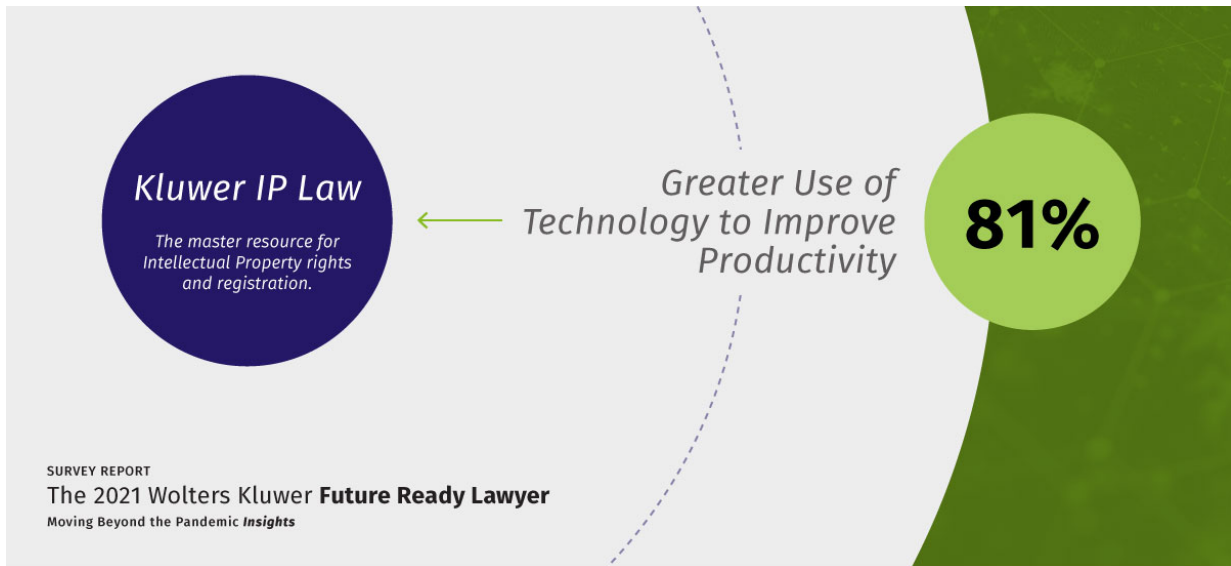 Kluwer IP Law
The master resource for
Intellectual Property rights
and registration.
Greater Use of
Technology to Improve
Productivity
81%
SURVEY REPORT
The 2021 Wolters Kluwer Future Ready Lawyer
Moving Beyond the Pandemic Insights